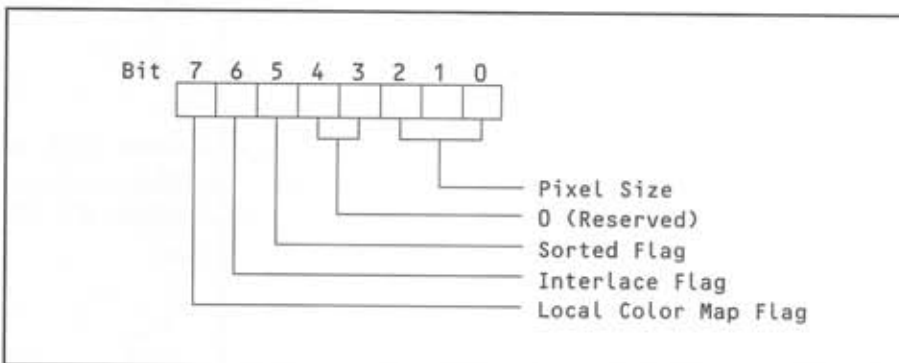 Bit 7 6 5 4 3 2 1 0
Pixel Size
0 (Reserved)
Sorted Flag
Interlace Flag
Local Color Map Flag